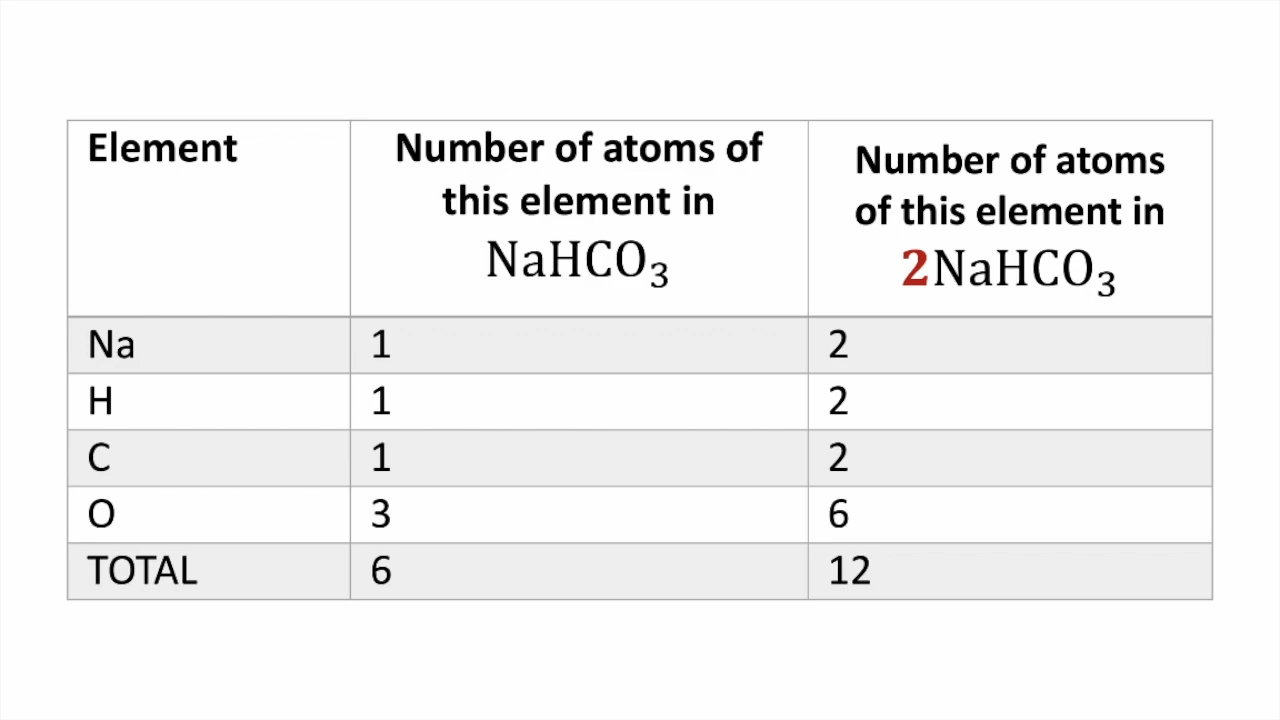 Element
Number of atoms of
this element in
NaHCO₃
Number of atoms
of this element in
2NaHCO₃
Na 1 2
H 1 2
C 1 2
O 3 6
TOTAL 6 12